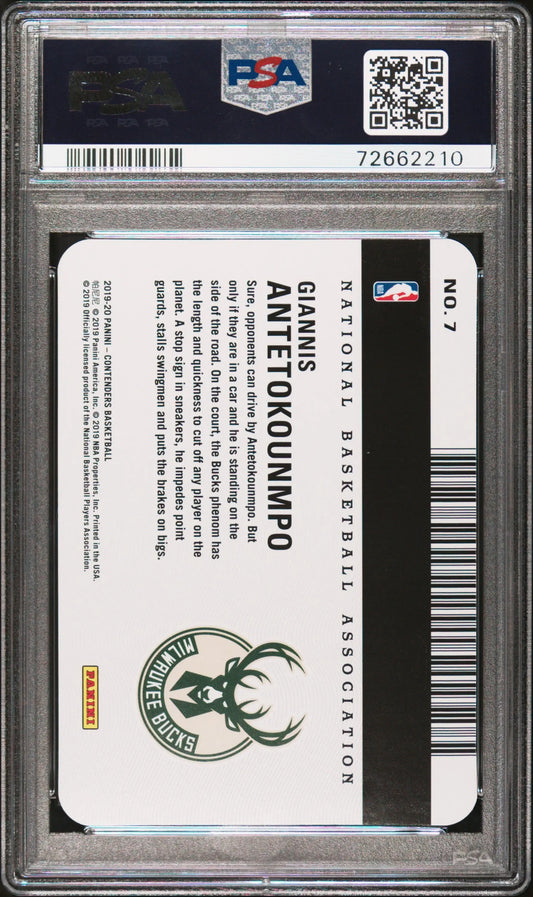 PSA
PSA
72662210
NO. 7
NATIONAL BASKETBALL ASSOCIATION
NBA
GIANNIS
ANTETOKOUNMPO
Sure, opponents can drive by Antetokounmpo. But
only if they are in a car and he is standing on the
side of the road. On the court, the Bucks phenom has
the length and quickness to cut off any player on the
planet. A stop sign in sneakers, he impedes point
guards, stalls swingmen and puts the brakes on bigs.
MILWAUKEE BUCKS
2019-20 PANINI – CONTENDERS BASKETBALL
帕尼尼 © 2019 Panini America, Inc. © 2019 NBA Properties, Inc. Printed in the USA.
© 2019 Officially licensed product of the National Basketball Players Association.
PANINI
PSA